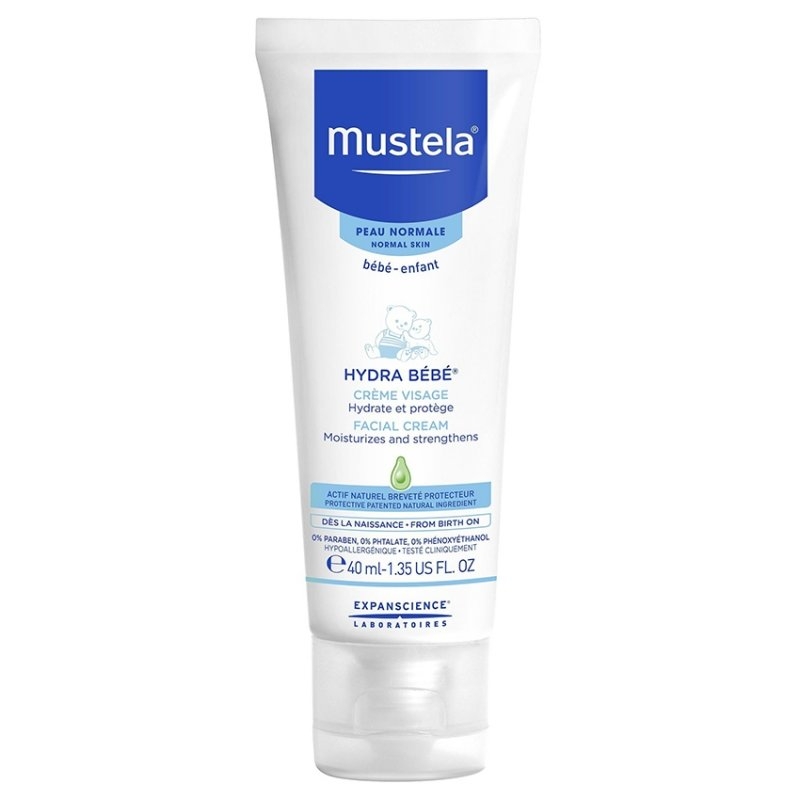 mustela®
PEAU NORMALE
NORMAL SKIN
bébé-enfant
HYDRA BÉBÉ®
CRÈME VISAGE
Hydrate et protège
FACIAL CREAM
Moisturizes and strengthens
ACTIF NATUREL BREVETÉ PROTECTEUR
PROTECTIVE PATENTED NATURAL INGREDIENT
DÈS LA NAISSANCE • FROM BIRTH ON
0% PARABEN, 0% PHTALATE, 0% PHÉNOXYÉTHANOL
HYPOALLERGÉNIQUE • TESTÉ CLINIQUEMENT
℮ 40 ml-1.35 US FL. OZ
EXPANSCIENCE®
LABORATOIRES